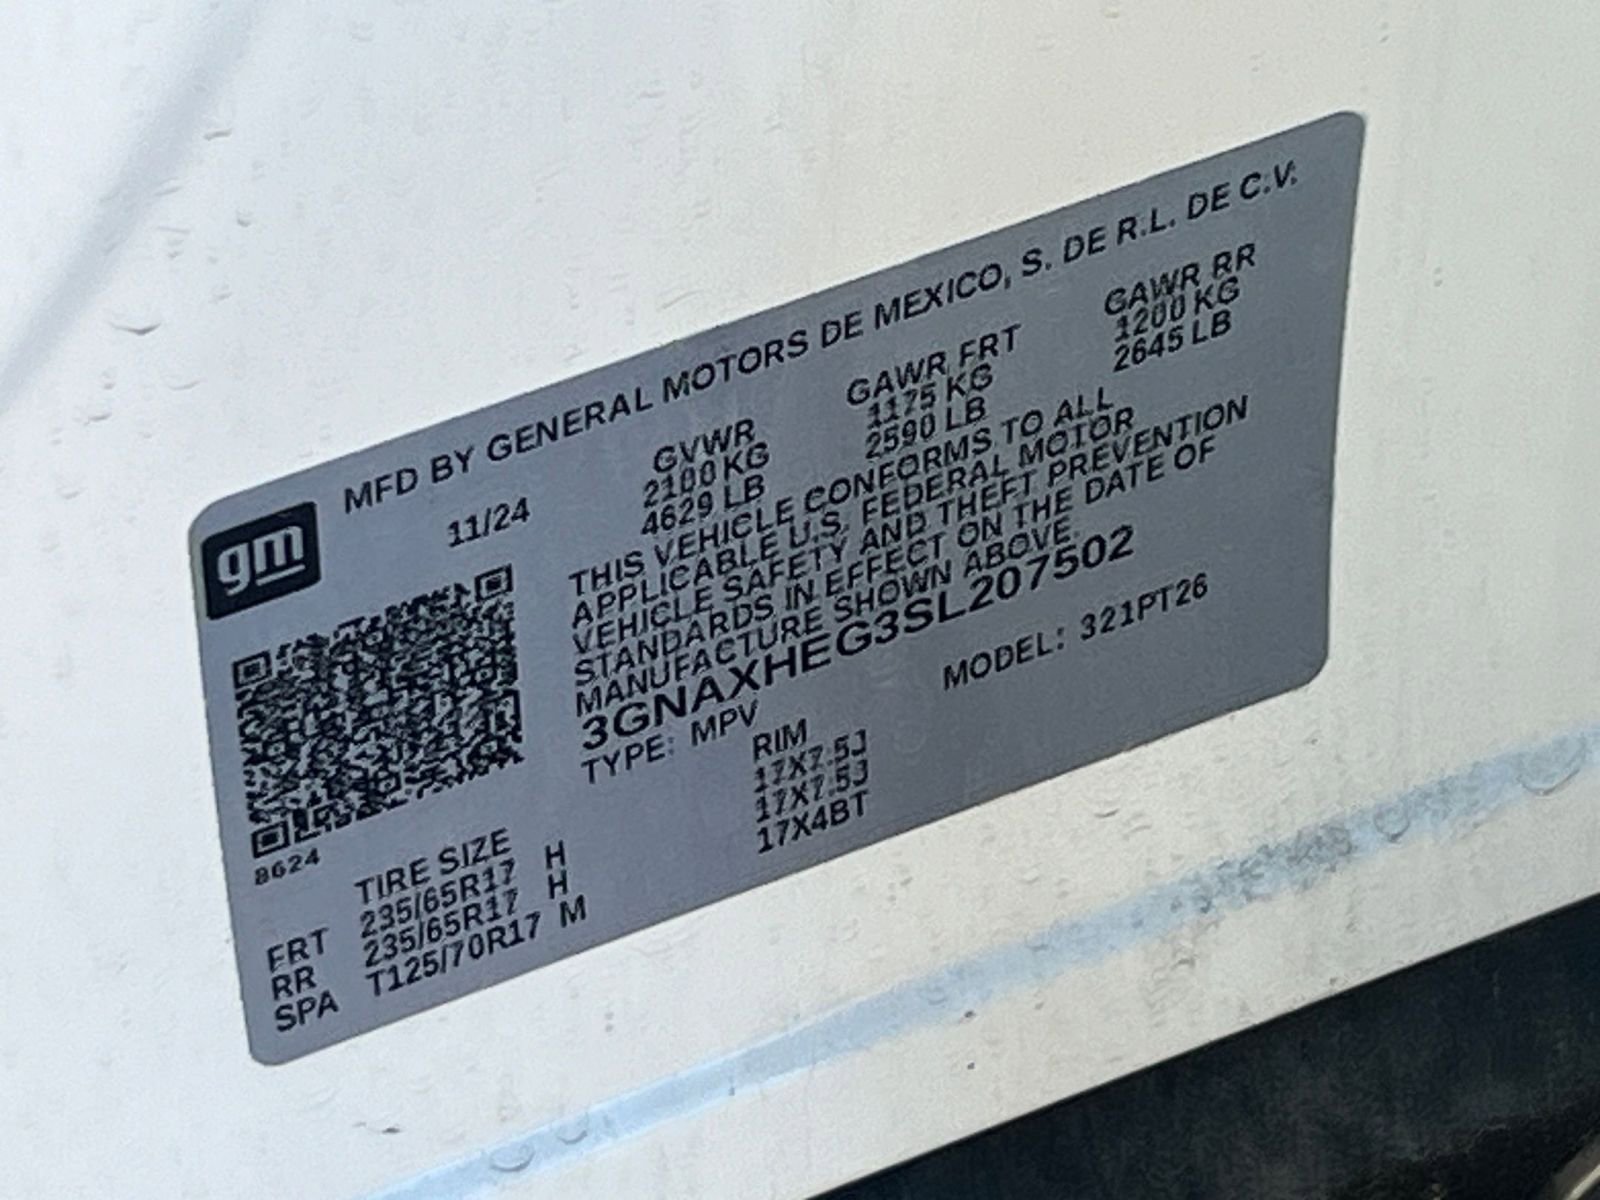 gm
MFD BY GENERAL MOTORS DE MEXICO, S. DE R.L. DE C.V.
11/24 GVWR GAWR FRT GAWR RR
2100 KG 1175 KG 1200 KG
4629 LB 2590 LB 2645 LB
THIS VEHICLE CONFORMS TO ALL
APPLICABLE U.S. FEDERAL MOTOR
VEHICLE SAFETY AND THEFT PREVENTION
STANDARDS IN EFFECT ON THE DATE OF
MANUFACTURE SHOWN ABOVE.
3GNAXHEG3SL207502
TYPE: MPV MODEL: 321PT26
8624
TIRE SIZE RIM
FRT 235/65R17 H 17X7.5J
RR 235/65R17 H 17X7.5J
SPA T125/70R17 M 17X4BT